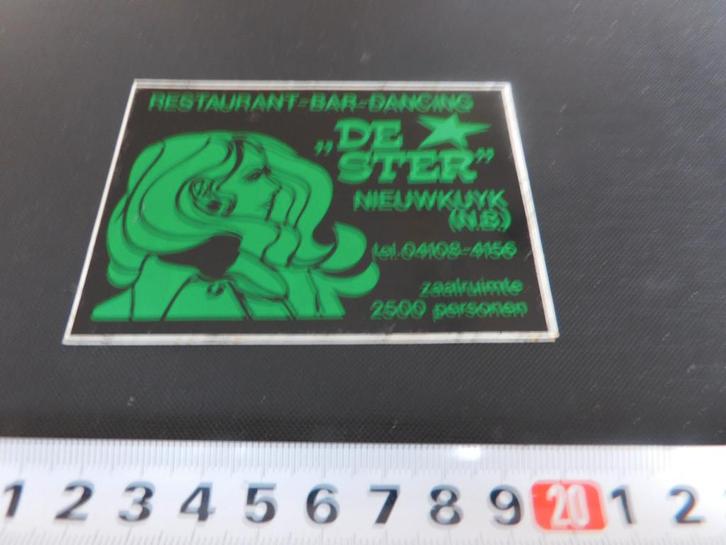 RESTAURANT-BAR-DANCING
„DE
STER”
NIEUWKUYK
(N.B)
tel.04108-4156
zaalruimte
2500 personen
1 2 3 4 5 6 7 8 9 20 1 2